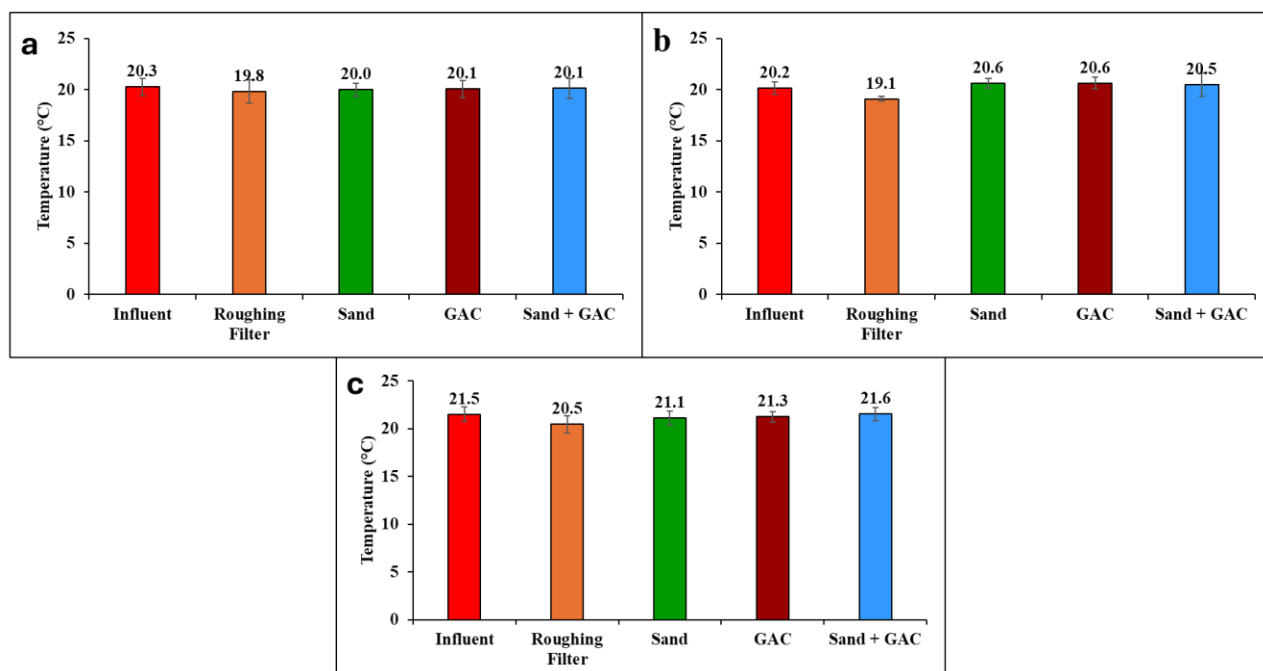 a
25
20
15
10
5
0
Temperature (°C)
20.3
19.8
20.0
20.1
20.1
Influent
Roughing
Filter
Sand
GAC
Sand + GAC
b
25
20
15
10
5
0
Temperature (°C)
20.2
19.1
20.6
20.6
20.5
Influent
Roughing
Filter
Sand
GAC
Sand + GAC
c
25
20
15
10
5
0
Temperature (°C)
21.5
20.5
21.1
21.3
21.6
Influent
Roughing
Filter
Sand
GAC
Sand + GAC